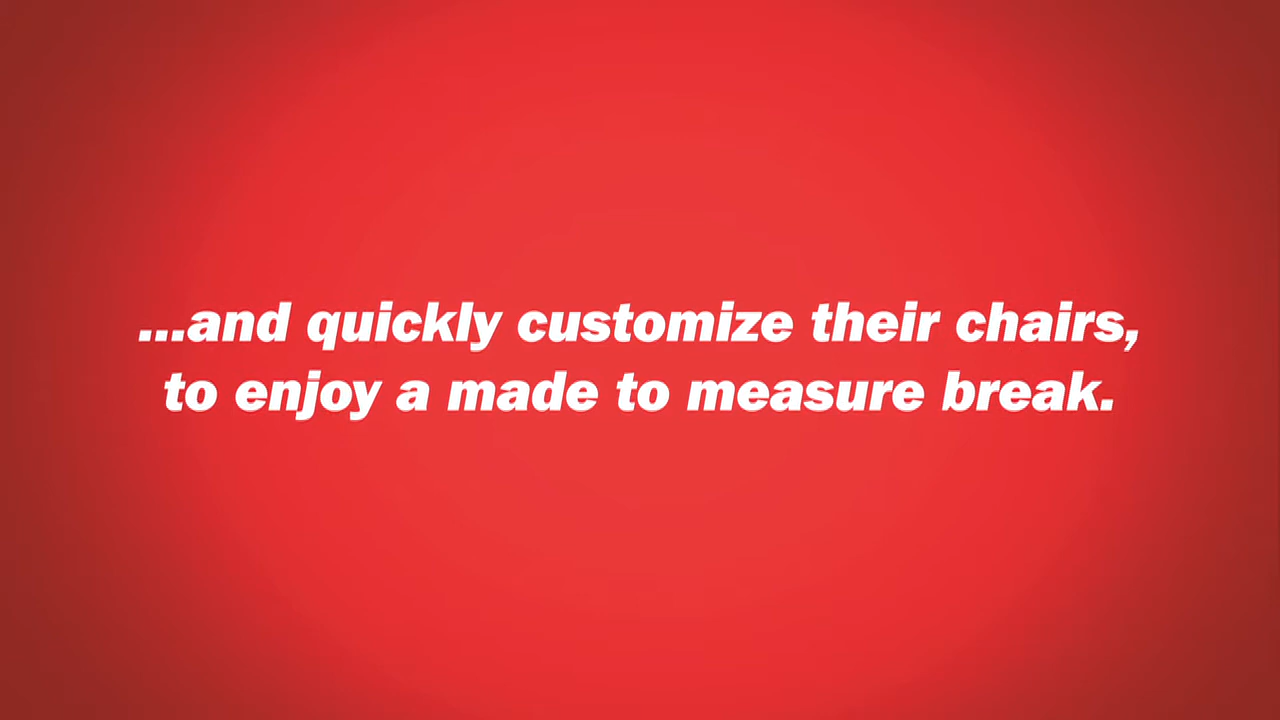 ...and quickly customize their chairs,
to enjoy a made to measure break.